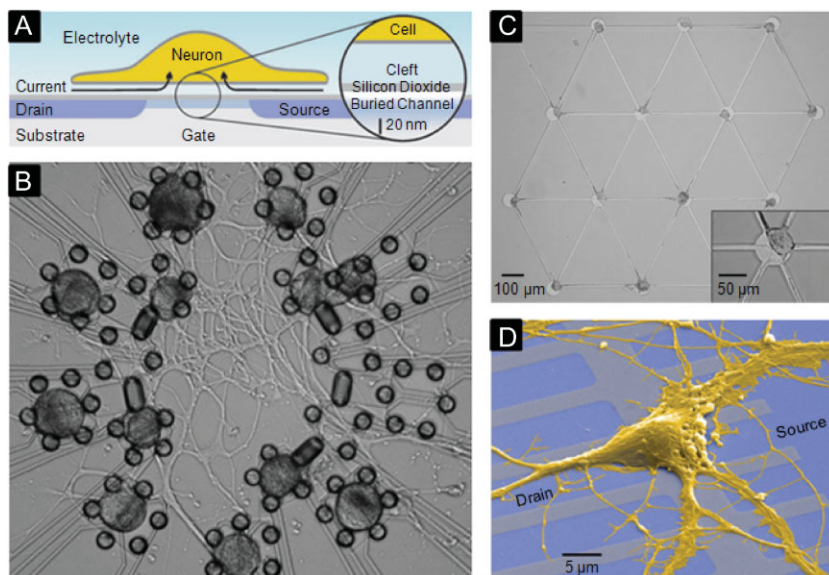 A
Electrolyte
Neuron
Cell
Current
Cleft
Silicon Dioxide
Buried Channel
Drain
Source
20 nm
Substrate
Gate
B
C
100 µm
50 µm
D
Source
Drain
5 µm